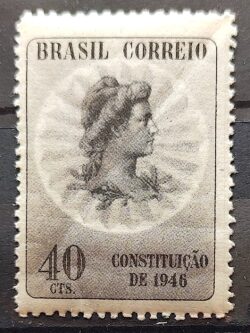 BRASIL CORREIO
40
CTS.
CONSTITUIÇÃO
DE 1946